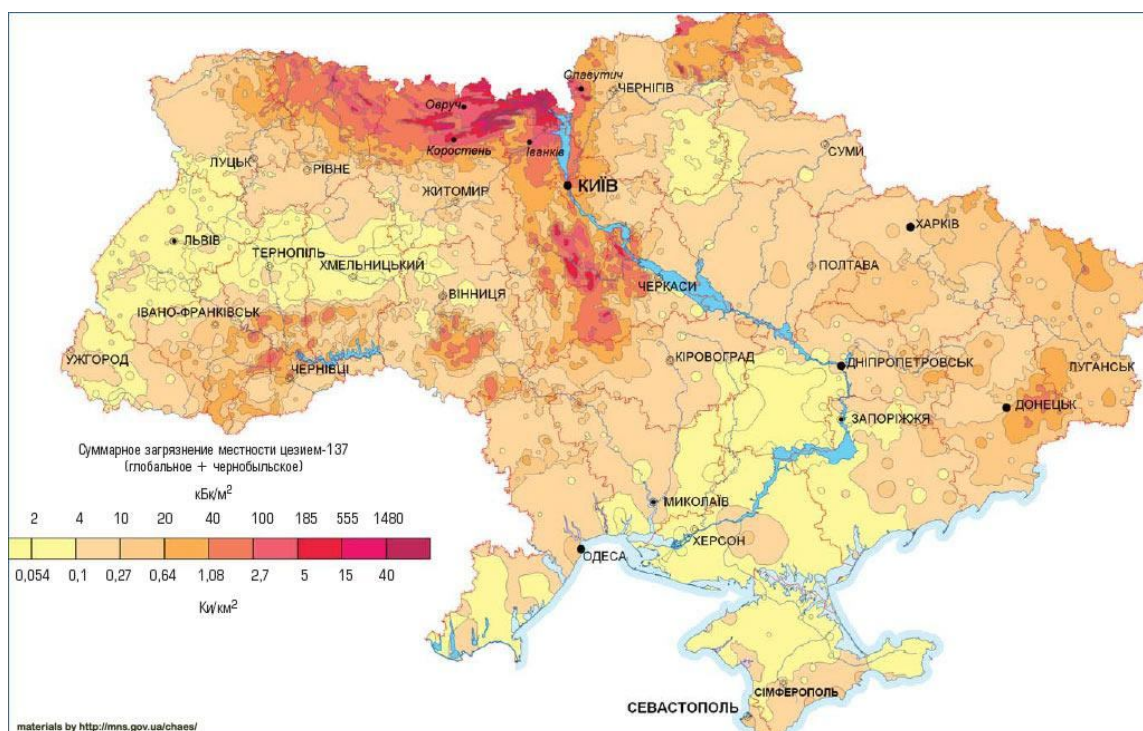 Славутич
ЧЕРНІГІВ
Овруч
Коростень
Іванків
СУМИ
ЛУЦЬК
РІВНЕ
КИЇВ
ЖИТОМИР
ХАРКІВ
ЛЬВІВ
ТЕРНОПІЛЬ
ХМЕЛЬНИЦЬКИЙ
ПОЛТАВА
ЧЕРКАСИ
ВІННИЦЯ
ІВАНО-ФРАНКІВСЬК
УЖГОРОД
ЧЕРНІВЦІ
КІРОВОГРАД
ДНІПРОПЕТРОВСЬК
ЛУГАНСЬК
ДОНЕЦЬК
ЗАПОРІЖЖЯ
Суммарное загрязнение местности цезием-137
(глобальное + чернобыльское)
кБк/м²
2 4 10 20 40 100 185 555 1480
0,054 0,1 0,27 0,64 1,08 2,7 5 15 40
Ки/км²
МИКОЛАЇВ
ХЕРСОН
ОДЕСА
СІМФЕРОПОЛЬ
СЕВАСТОПОЛЬ
materials by http://mns.gov.ua/chaes/